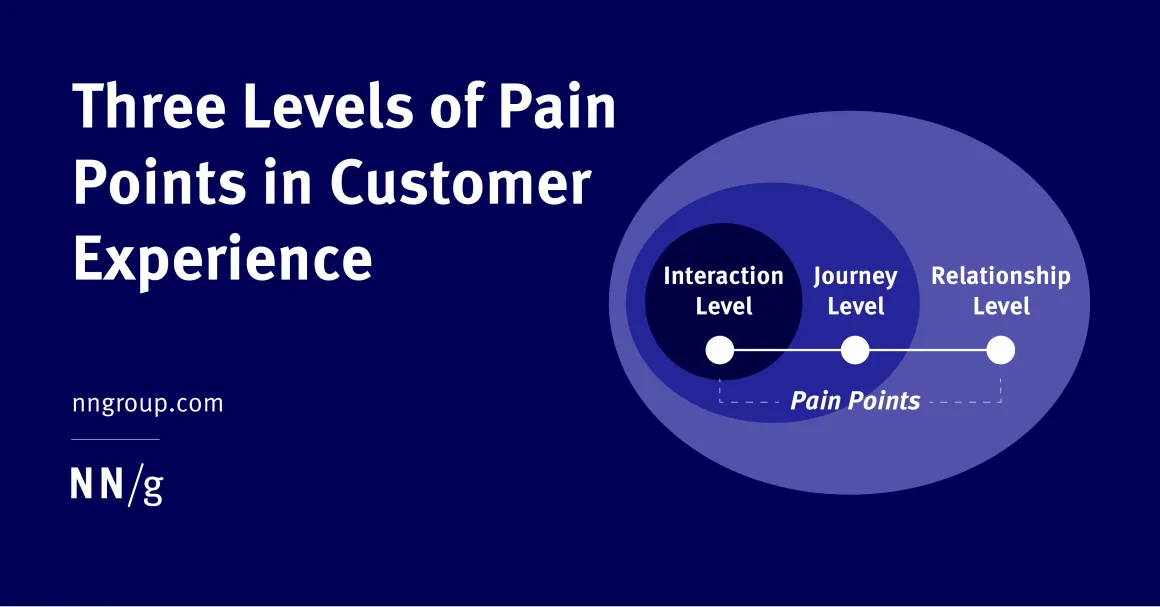 Three Levels of Pain
Points in Customer
Experience
nngroup.com
NN/g
Interaction
Level
Journey
Level
Relationship
Level
Pain Points